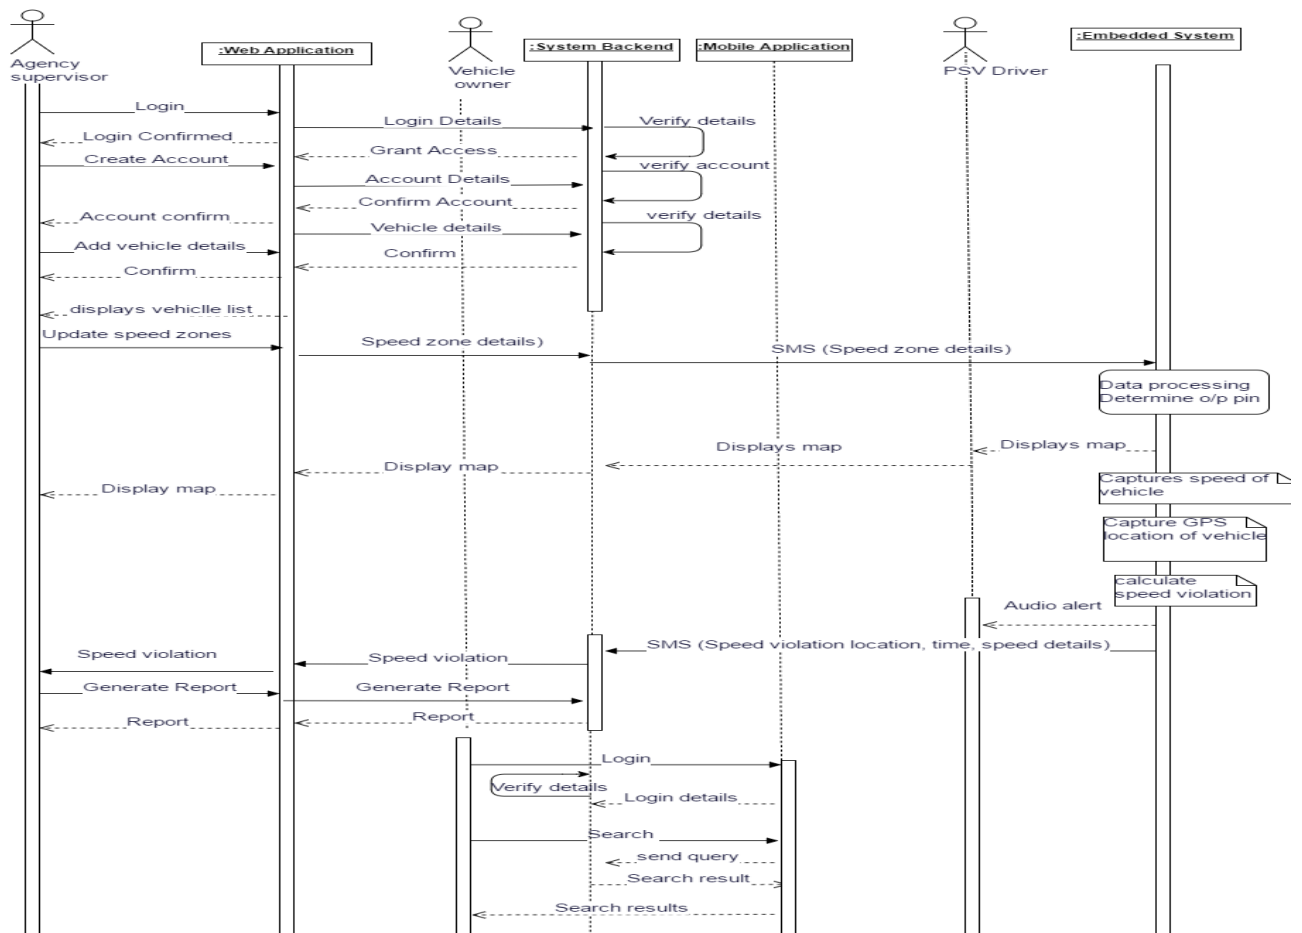 :Embedded System
:Web Application
:System Backend
:Mobile Application
Agency
supervisor
Vehicle
owner
PSV Driver
Login
Login Details
Verify details
Login Confirmed
Grant Access
Create Account
verify account
Account Details
Confirm Account
Account confirm
verify details
Vehicle details
Add vehicle details
Confirm
Confirm
displays vehiclle list
Update speed zones
Speed zone details)
SMS (Speed zone details)
Data processing
Determine o/p pin
Displays map
Displays map
Display map
Display map
Captures speed of
vehicle
Capture GPS
location of vehicle
calculate
speed violation
Audio alert
SMS (Speed violation location, time, speed details)
Speed violation
Speed violation
Generate Report
Generate Report
Report
Report
Login
Verify details
Login details
Search
send query
Search result
Search results